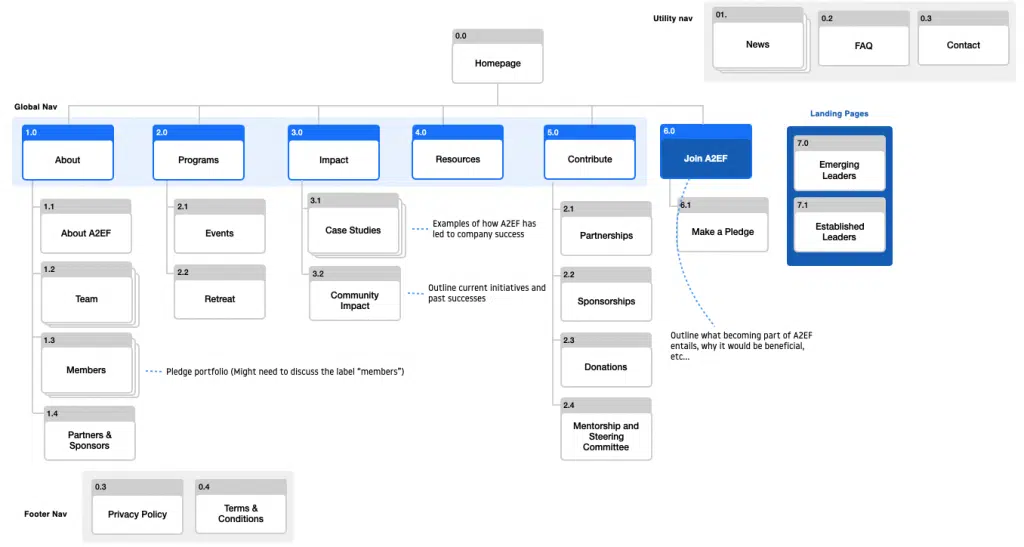 Utility nav
01.
News
0.2
FAQ
0.3
Contact
0.0
Homepage
Global Nav
1.0
About
2.0
Programs
3.0
Impact
4.0
Resources
5.0
Contribute
6.0
Join A2EF
Landing Pages
7.0
Emerging
Leaders
7.1
Established
Leaders
1.1
About A2EF
1.2
Team
1.3
Members
Pledge portfolio (Might need to discuss the label "members")
1.4
Partners &
Sponsors
2.1
Events
2.2
Retreat
3.1
Case Studies
Examples of how A2EF has
led to company success
3.2
Community
Impact
Outline current initiatives and
past successes
2.1
Partnerships
2.2
Sponsorships
2.3
Donations
2.4
Mentorship and
Steering
Committee
6.1
Make a Pledge
Outline what becoming part of A2EF
entails, why it would be beneficial,
etc...
Footer Nav
0.3
Privacy Policy
0.4
Terms &
Conditions